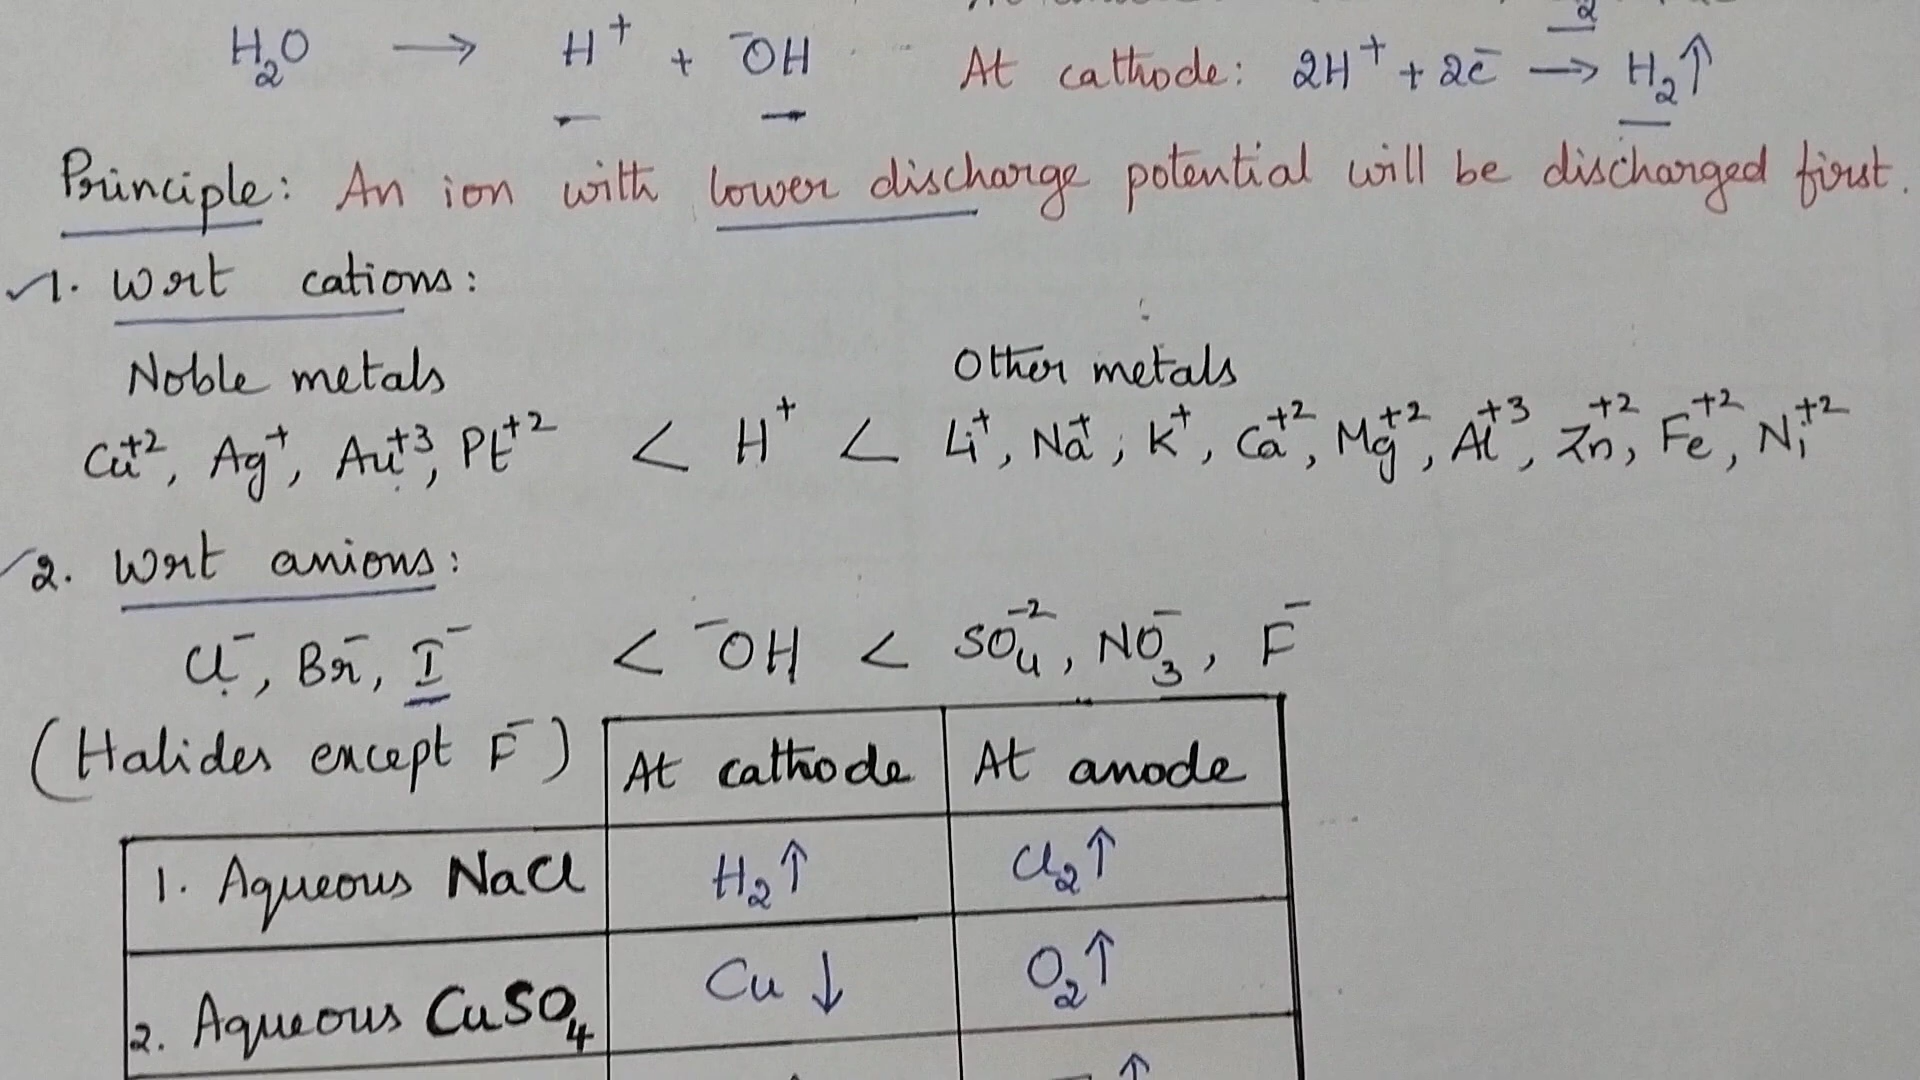 H₂O → H⁺ + ⁻OH
At cathode: 2H⁺ + 2e⁻ → H₂↑
Principle: An ion with lower discharge potential will be discharged first.
1. Wrt cations:
Noble metals
Other metals
Cu⁺², Ag⁺, Au⁺³, Pt⁺² < H⁺ < Li⁺, Na⁺, K⁺, Ca⁺², Mg⁺², Al⁺³, Zn⁺², Fe⁺², Ni⁺²
2. Wrt anions:
Cl⁻, Br⁻, I⁻ < ⁻OH < SO₄⁻², NO₃⁻, F⁻
(Halides except F⁻)
At cathode At anode
1. Aqueous NaCl H₂↑ Cl₂↑
2. Aqueous CuSO₄ Cu↓ O₂↑